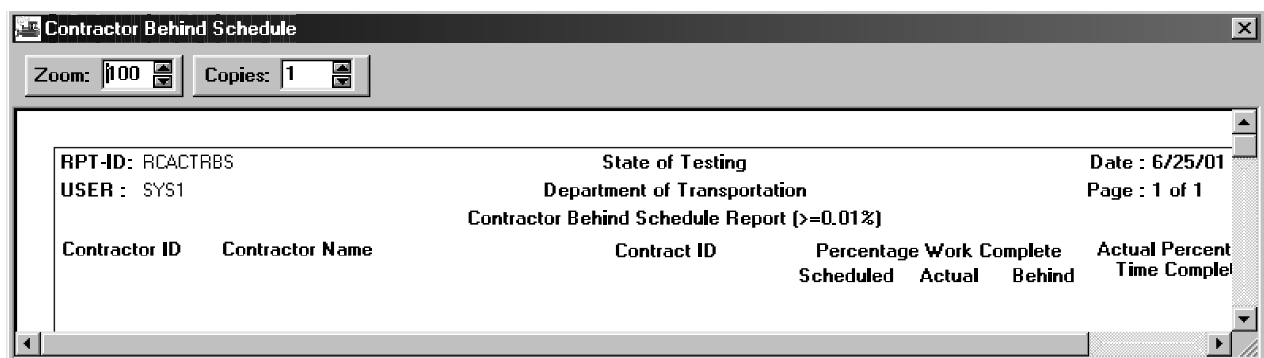 Contractor Behind Schedule
Zoom: 100 Copies: 1
RPT-ID: RCACTRBS State of Testing Date : 6/25/01
USER : SYS1 Department of Transportation Page : 1 of 1
Contractor Behind Schedule Report (>=0.01%)
Contractor ID Contractor Name Contract ID Percentage Work Complete Actual Percent
Scheduled Actual Behind Time